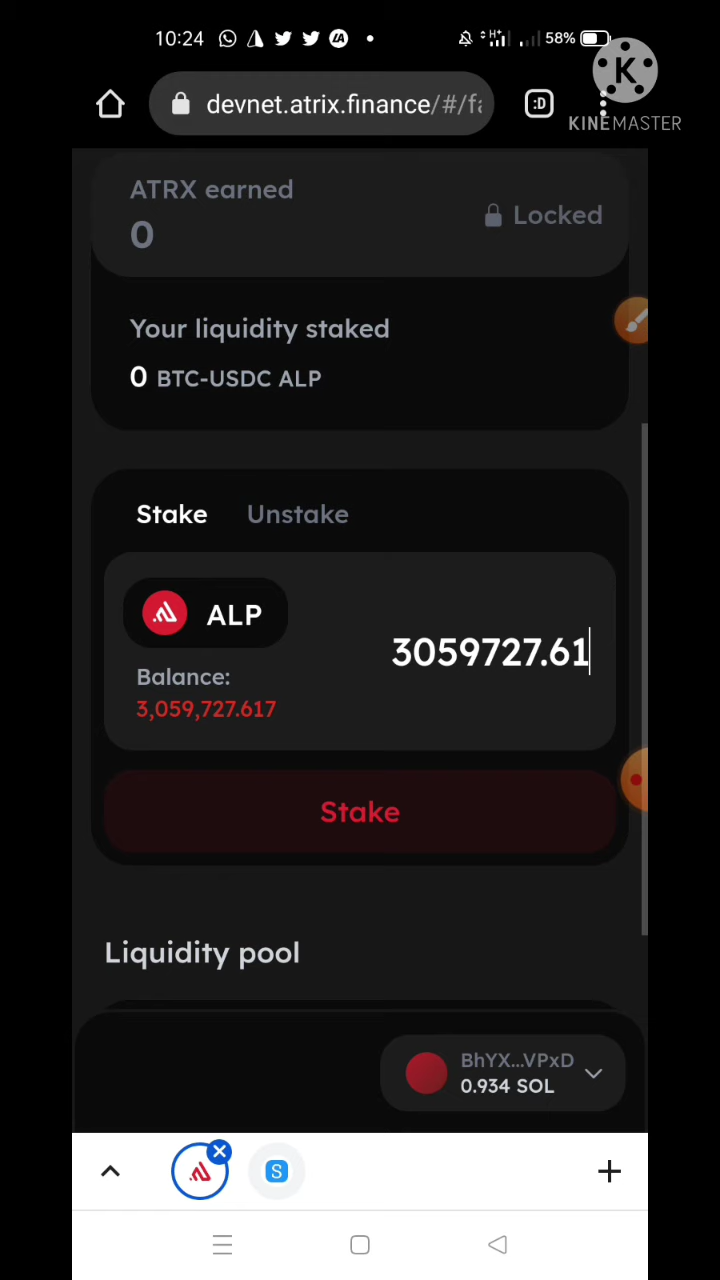 10:24
58%
K
KINEMASTER
devnet.atrix.finance/#/fa
:D
ATRX earned
0
Locked
Your liquidity staked
0 BTC-USDC ALP
Stake Unstake
ALP
3059727.61
Balance:
3,059,727.617
Stake
Liquidity pool
BhYX...VPxD
0.934 SOL
S